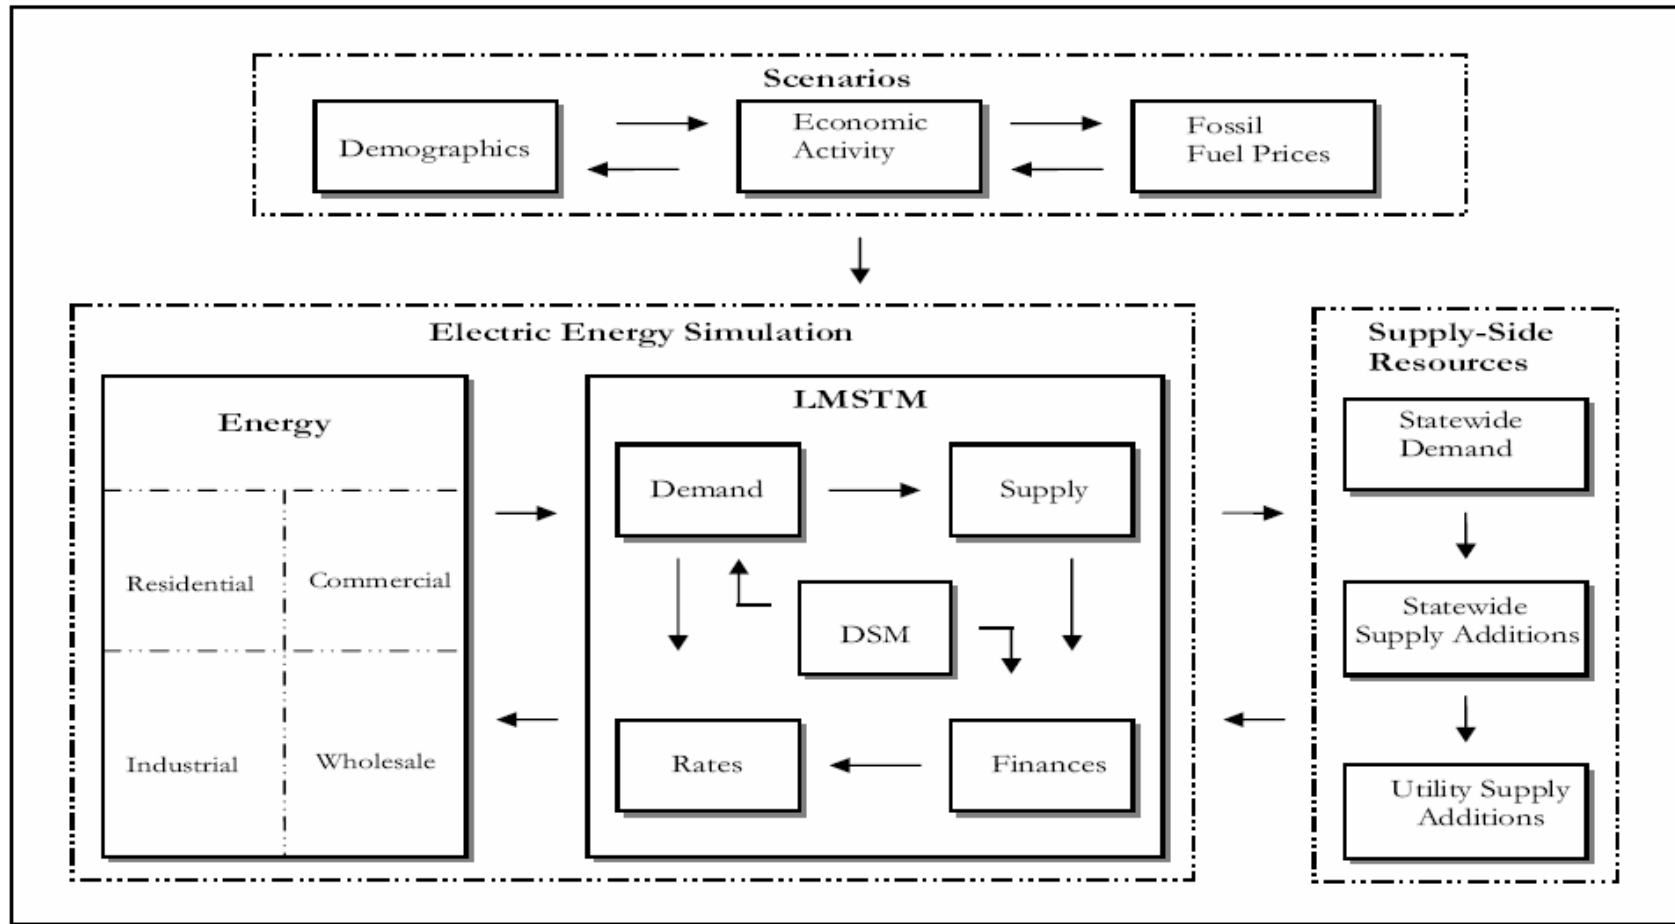 Scenarios
Demographics
Economic
Activity
Fossil
Fuel Prices
Electric Energy Simulation
Energy
Residential
Commercial
Industrial
Wholesale
LMSTM
Demand
Supply
DSM
Rates
Finances
Supply-Side
Resources
Statewide
Demand
Statewide
Supply Additions
Utility Supply
Additions